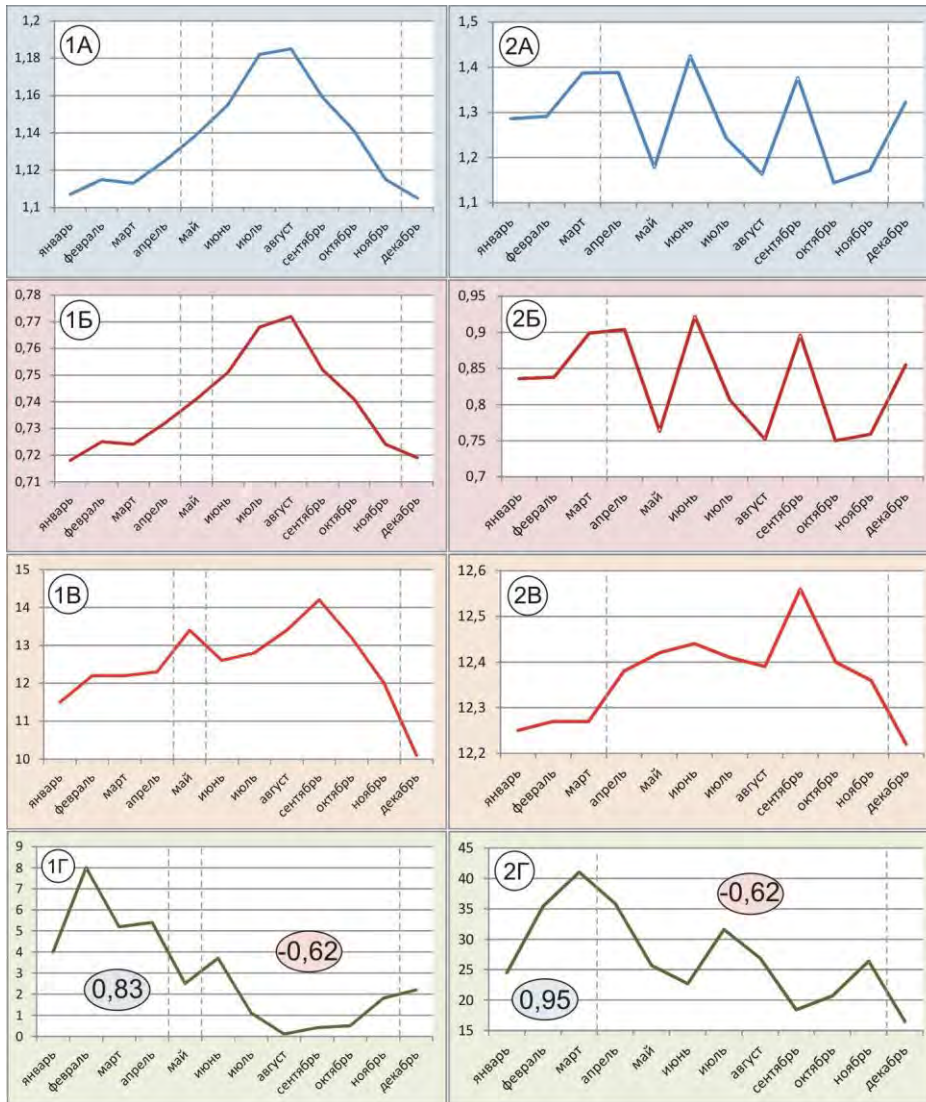 1А
1,2
1,18
1,16
1,14
1,12
1,1
январь
февраль
март
апрель
май
июнь
июль
август
сентябрь
октябрь
ноябрь
декабрь
2А
1,5
1,4
1,3
1,2
1,1
январь
февраль
март
апрель
май
июнь
июль
август
сентябрь
октябрь
ноябрь
декабрь
1Б
0,78
0,77
0,76
0,75
0,74
0,73
0,72
0,71
январь
февраль
март
апрель
май
июнь
июль
август
сентябрь
октябрь
ноябрь
декабрь
2Б
0,95
0,9
0,85
0,8
0,75
0,7
январь
февраль
март
апрель
май
июнь
июль
август
сентябрь
октябрь
ноябрь
декабрь
1В
15
14
13
12
11
10
январь
февраль
март
апрель
май
июнь
июль
август
сентябрь
октябрь
ноябрь
декабрь
2В
12,6
12,5
12,4
12,3
12,2
январь
февраль
март
апрель
май
июнь
июль
август
сентябрь
октябрь
ноябрь
декабрь
1Г
9
8
7
6
5
4
3
2
1
0
0,83
-0,62
январь
февраль
март
апрель
май
июнь
июль
август
сентябрь
октябрь
ноябрь
декабрь
2Г
45
40
35
30
25
20
15
-0,62
0,95
январь
февраль
март
апрель
май
июнь
июль
август
сентябрь
октябрь
ноябрь
декабрь